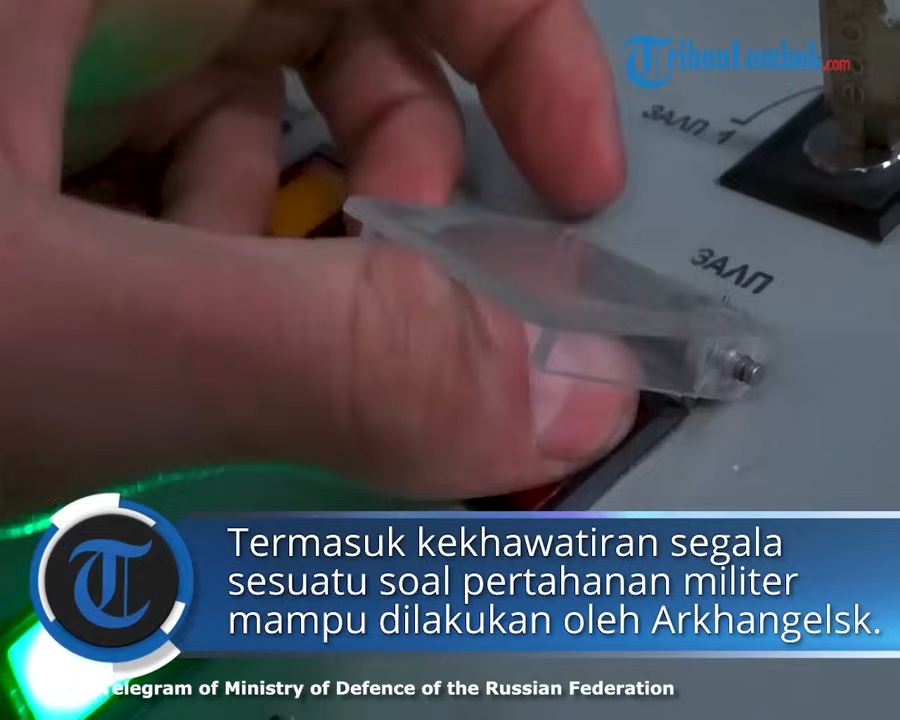 TribunLombok.com
ЗАЛП 1
ЗАЛП
Termasuk kekhawatiran segala
sesuatu soal pertahanan militer
mampu dilakukan oleh Arkhangelsk.
Telegram of Ministry of Defence of the Russian Federation